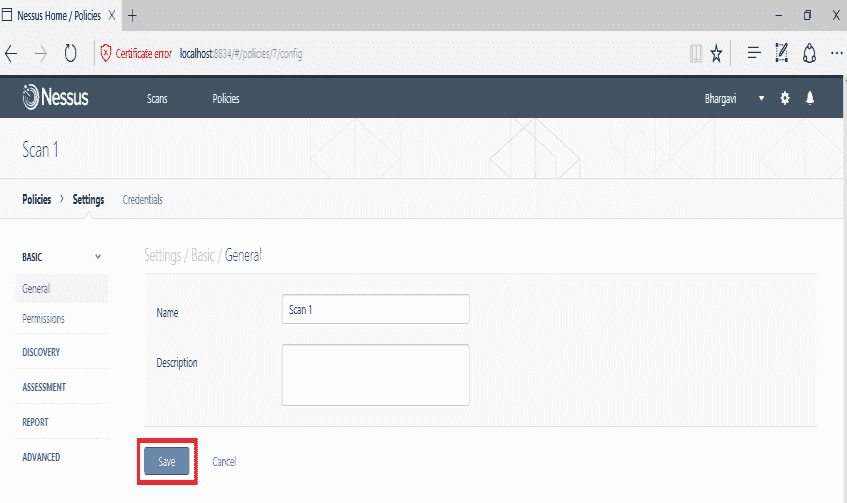 Nessus Home / Policies
Certificate error localhost:8834/#/policies/7/config
Nessus Scans Policies Bhargavi
Scan 1
Policies > Settings Credentials
BASIC
General
Permissions
DISCOVERY
ASSESSMENT
REPORT
ADVANCED
Settings / Basic / General
Name Scan 1
Description
Save Cancel